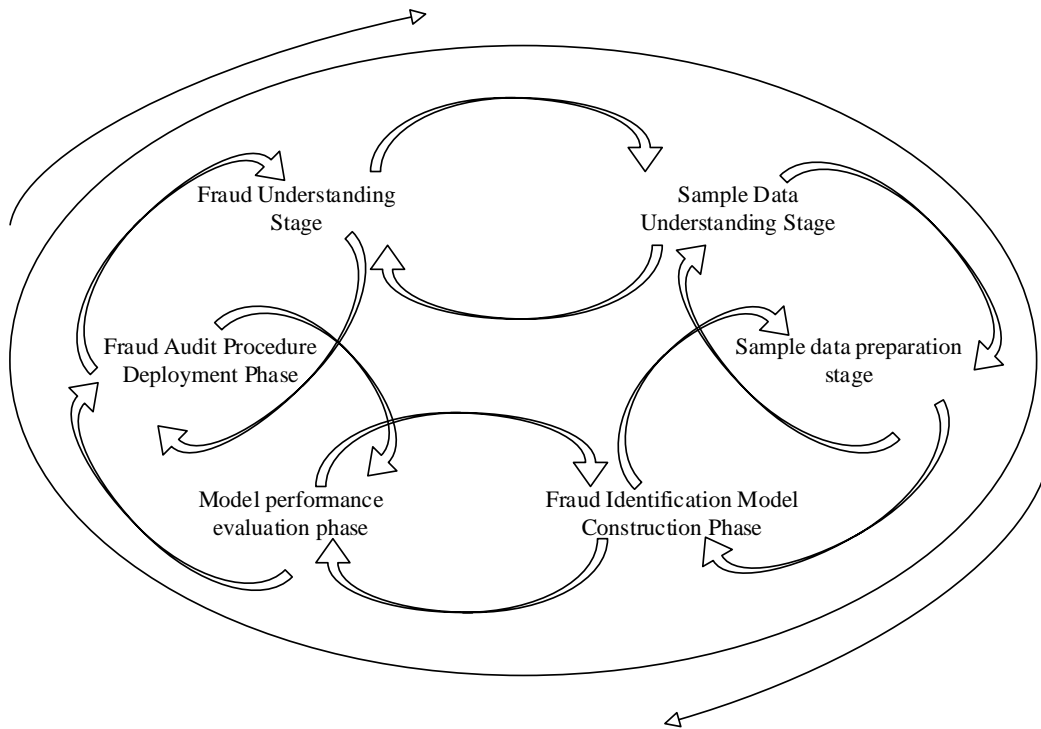 Fraud Understanding
Stage
Sample Data
Understanding Stage
Fraud Audit Procedure
Deployment Phase
Sample data preparation
stage
Model performance
evaluation phase
Fraud Identification Model
Construction Phase